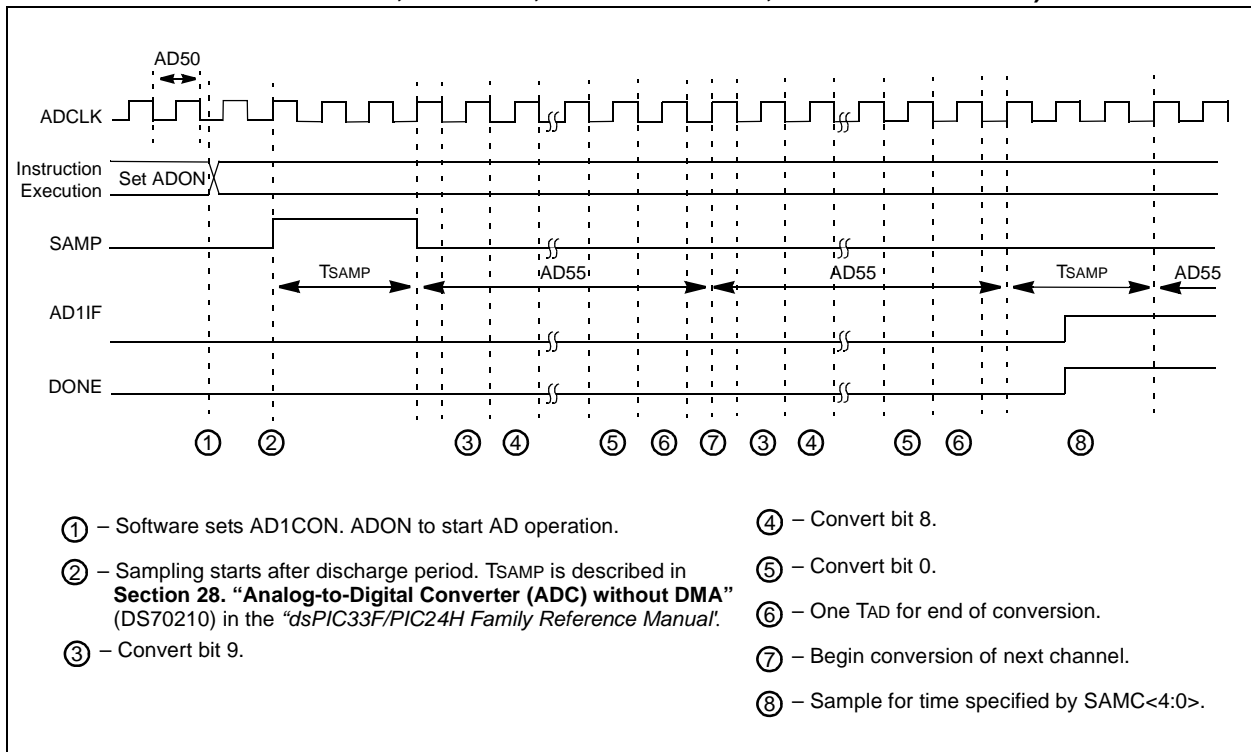 AD50
ADCLK
Instruction
Execution
Set ADON
SAMP
TSAMP
AD55
AD55
TSAMP
AD55
AD1IF
DONE
1 2 3 4 5 6 7 3 4 5 6 8
1 – Software sets AD1CON. ADON to start AD operation.
2 – Sampling starts after discharge period. TSAMP is described in
Section 28. “Analog-to-Digital Converter (ADC) without DMA”
(DS70210) in the “dsPIC33F/PIC24H Family Reference Manual'.
3 – Convert bit 9.
4 – Convert bit 8.
5 – Convert bit 0.
6 – One TAD for end of conversion.
7 – Begin conversion of next channel.
8 – Sample for time specified by SAMC<4:0>.